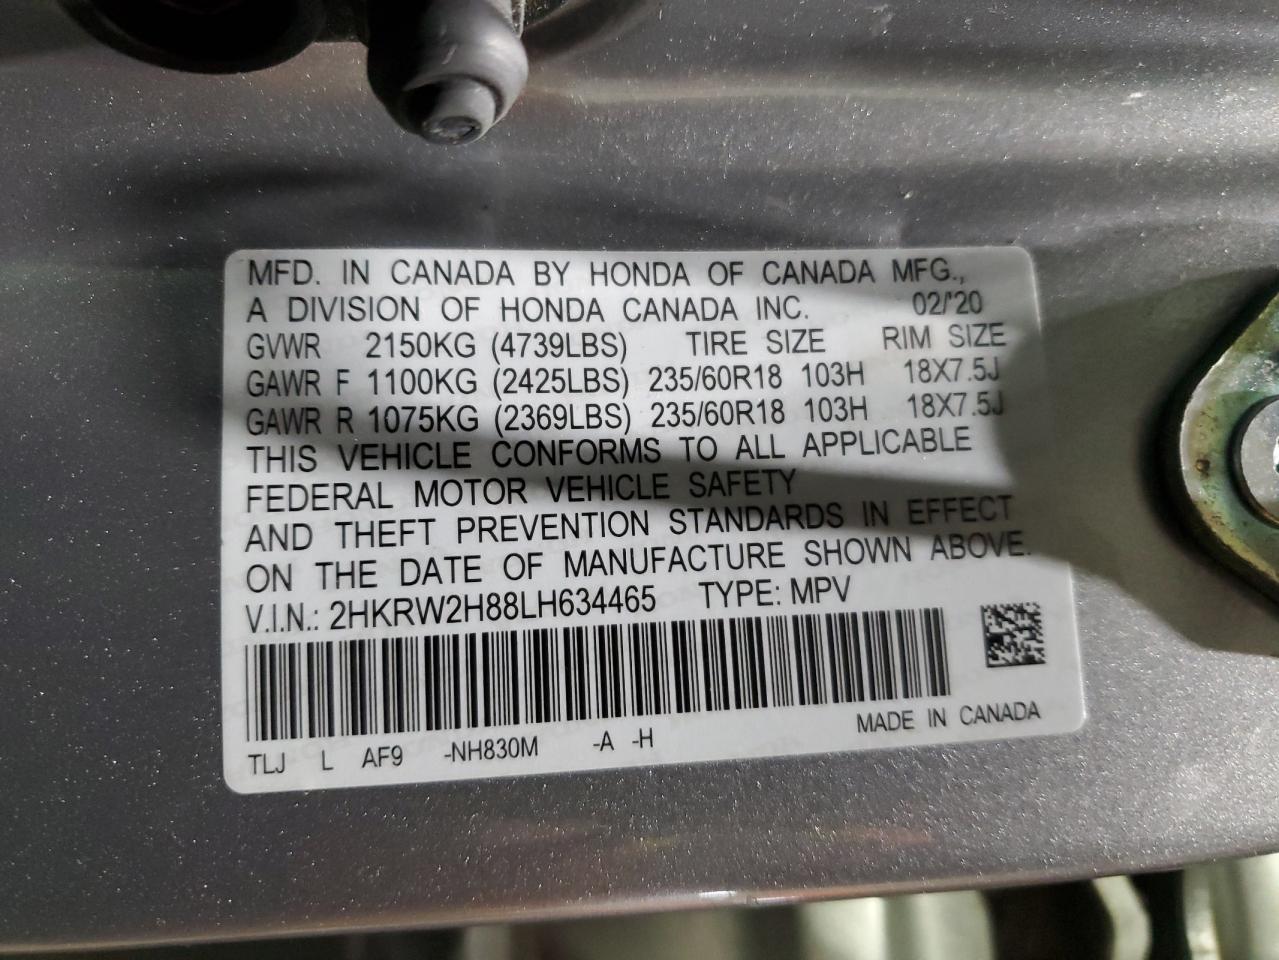 MFD. IN CANADA BY HONDA OF CANADA MFG.,
A DIVISION OF HONDA CANADA INC. 02/'20
GVWR 2150KG (4739LBS) TIRE SIZE RIM SIZE
GAWR F 1100KG (2425LBS) 235/60R18 103H 18X7.5J
GAWR R 1075KG (2369LBS) 235/60R18 103H 18X7.5J
THIS VEHICLE CONFORMS TO ALL APPLICABLE
FEDERAL MOTOR VEHICLE SAFETY
AND THEFT PREVENTION STANDARDS IN EFFECT
ON THE DATE OF MANUFACTURE SHOWN ABOVE.
V.I.N.: 2HKRW2H88LH634465 TYPE: MPV
TLJ L AF9 -NH830M -A -H MADE IN CANADA